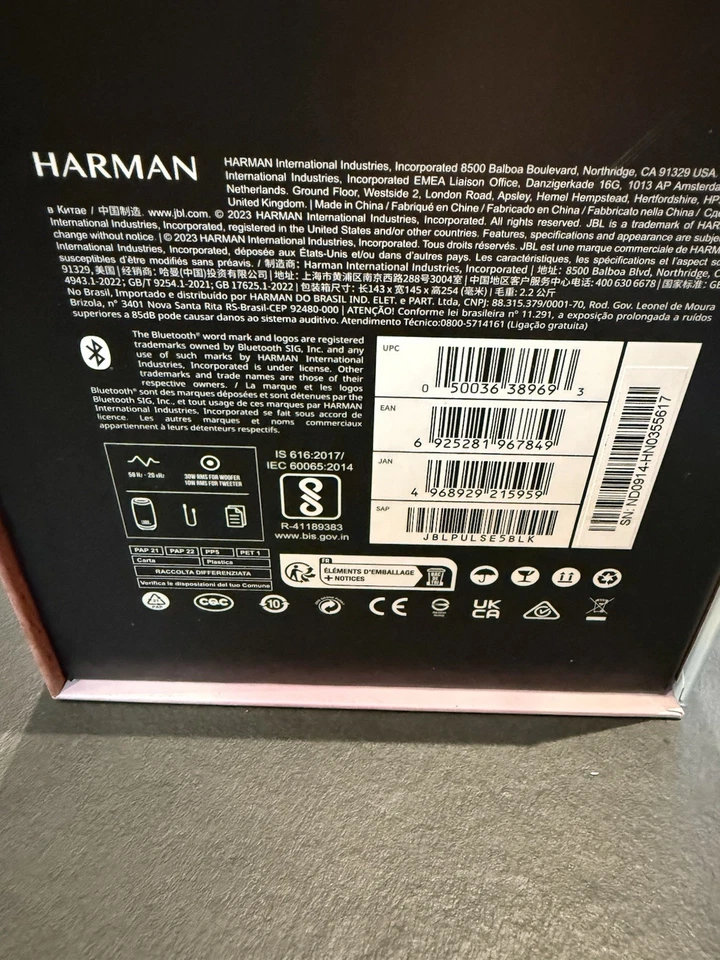 HARMAN
HARMAN International Industries, Incorporated 8500 Balboa Boulevard, Northridge, CA 91329 USA.
International Industries, Incorporated EMEA Liaison Office, Danzigerkade 16G, 1013 AP Amsterda
Netherlands. Ground Floor, Westside 2, London Road, Apsley, Hemel Hempstead, Hertfordshire, HP
United Kingdom. | Made in China / Fabriqué en Chine / Fabricado en China / Fabbricato nella China / Сде
в Китае / 中国制造. www.jbl.com. © 2023 HARMAN International Industries, Incorporated. All rights reserved. JBL is a trademark of HAR
International Industries, Incorporated, registered in the United States and/or other countries. Features, specifications and appearance are subje
change without notice. | © 2023 HARMAN International Industries, Incorporated. Tous droits réservés. JBL est une marque commerciale de HARM
International Industries, Incorporated, déposée aux États-Unis et/ou dans d'autres pays. Les caractéristiques, les spécifications et l'aspect so
susceptibles d'être modifiés sans préavis. / 制造商: Harman International Industries, Incorporated | 地址: 8500 Balboa Blvd, Northridge, C
91329, 美国 | 经销商: 哈曼(中国)投资有限公司 | 地址: 上海市黄浦区南京西路288号3004室 | 中国地区客户服务中心电话: 400 630 6678 | 国家标准: GB
4943.1-2022; GB/T 9254.1-2021; GB 17625.1-2022 | 包装箱尺寸: 长143 x 宽145 x 高254 (毫米) | 毛重: 2.2 公斤
No Brasil, Importado e distribuído por HARMAN DO BRASIL IND. ELET. e PART. Ltda, CNPJ: 88.315.379/0001-70, Rod. Gov. Leonel de Moura
Brizola, n° 3401 Nova Santa Rita RS-Brasil-CEP 92480-000 | ATENÇÃO! Conforme lei brasileira n° 11.291, a exposição prolongada a ruídos
superiores a 85dB pode causar danos ao sistema auditivo. Atendimento Técnico:0800-5714161 (Ligação gratuita)
The Bluetooth® word mark and logos are registered
trademarks owned by Bluetooth SIG, Inc. and any
use of such marks by HARMAN International
Industries, Incorporated is under license. Other
trademarks and trade names are those of their
respective owners. / La marque et les logos
Bluetooth® sont des marques déposées et sont détenues par the
Bluetooth SIG, Inc., et tout usage de ces marques par HARMAN
International Industries, Incorporated se fait sous accord de
licence. Les autres marques et noms commerciaux
appartiennent à leurs détenteurs respectifs.
UPC
0 50036 38969 3
EAN
6 925281 967849
JAN
4 968929 215959
SAP
JBLPULSE5BLK
SN: ND0914-HN0355617
50 Hz - 20 kHz
30W RMS FOR WOOFER
10W RMS FOR TWEETER
JBL
IS 616:2017/
IEC 60065:2014
R-41189383
www.bis.gov.in
PAP 21
PAP 22
PP5
PET 1
Carta
Plastica
RACCOLTA DIFFERENZIATA
Verifica le disposizioni del tuo Comune
FR
ÉLÉMENTS D'EMBALLAGE
+ NOTICES
BAC
DE
TRI
CQC
10
CE
UK
CA